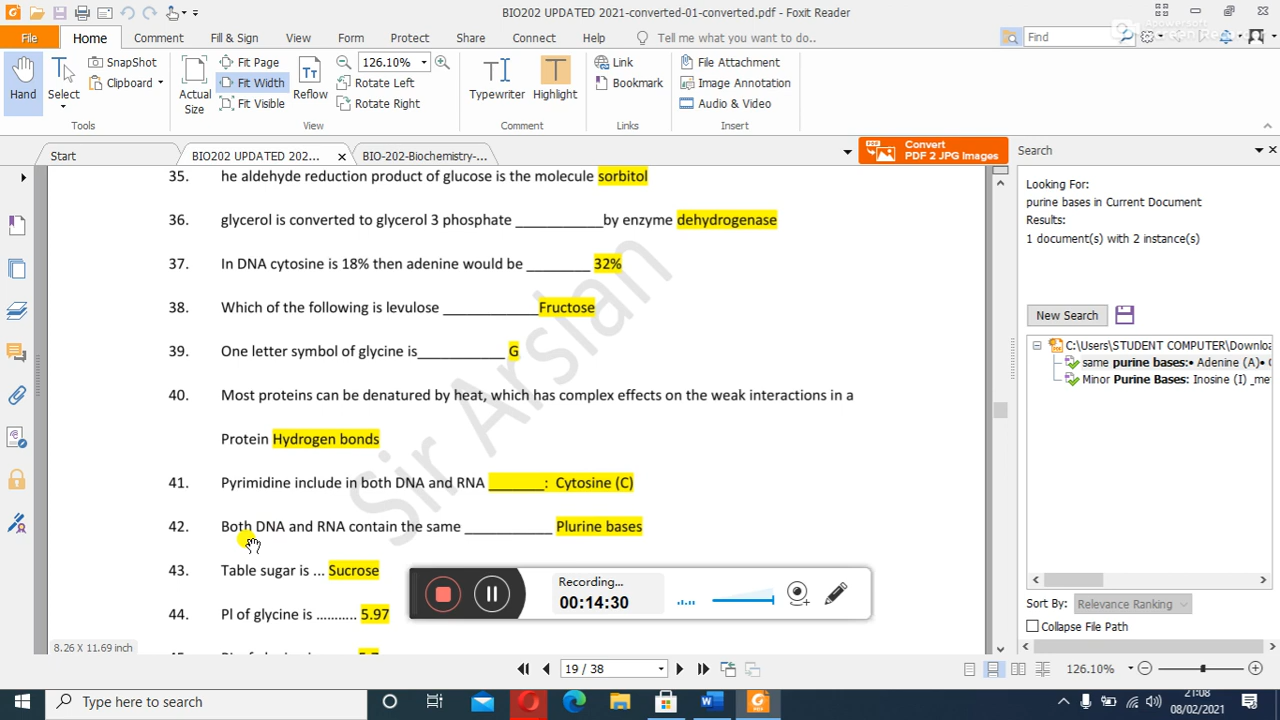 BIO202 UPDATED 2021-converted-01-converted.pdf - Foxit Reader
File Home Comment Fill & Sign View Form Protect Share Connect Help Tell me what you want to do.. Find
Hand Select SnapShot Clipboard Actual Size Fit Page Fit Width Fit Visible Reflow 126.10% Rotate Left Rotate Right Typewriter Highlight Link Bookmark File Attachment Image Annotation Audio & Video
Tools View Comment Links Insert
Start BIO202 UPDATED 202... BIO-202-Biochemistry-... Convert PDF 2 JPG Images
35. he aldehyde reduction product of glucose is the molecule sorbitol
36. glycerol is converted to glycerol 3 phosphate ___________by enzyme dehydrogenase
37. In DNA cytosine is 18% then adenine would be ________ 32%
38. Which of the following is levulose ____________Fructose
39. One letter symbol of glycine is___________ G
40. Most proteins can be denatured by heat, which has complex effects on the weak interactions in a
Protein Hydrogen bonds
41. Pyrimidine include in both DNA and RNA _______: Cytosine (C)
42. Both DNA and RNA contain the same ___________ Plurine bases
43. Table sugar is ... Sucrose
44. Pl of glycine is ........... 5.97
Sir Arslan
Recording...
00:14:30
8.26 X 11.69 inch
Search
Looking For:
purine bases in Current Document
Results:
1 document(s) with 2 instance(s)
New Search
C:\Users\STUDENT COMPUTER\Downloa
same purine bases:• Adenine (A)•
Minor Purine Bases: Inosine (I) _me
Sort By: Relevance Ranking
Collapse File Path
19 / 38 126.10%
Type here to search
21:08
08/02/2021